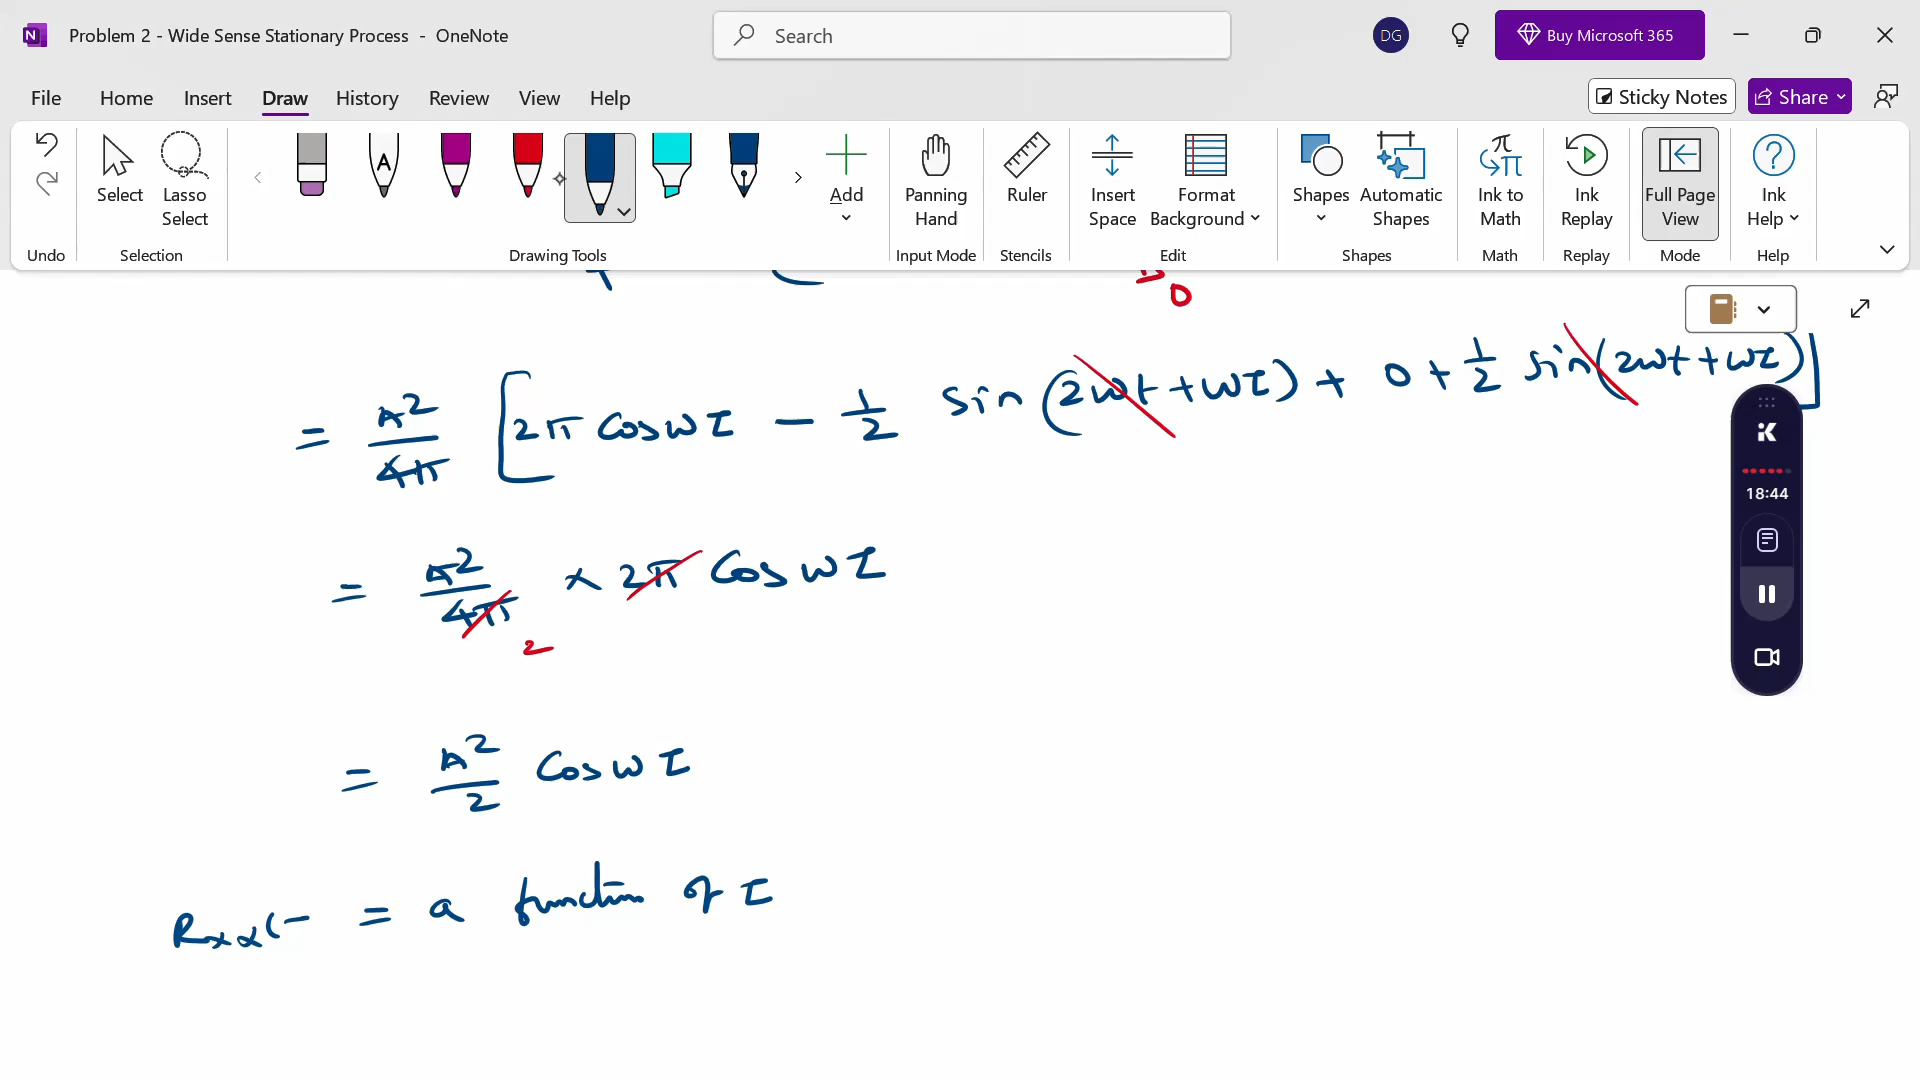 Problem 2 - Wide Sense Stationary Process - OneNote
Search
DG
Buy Microsoft 365
File Home Insert Draw History Review View Help
Sticky Notes
Share
A
Select
Lasso Select
Add
Panning Hand
Ruler
Insert Space
Format Background
Shapes
Automatic Shapes
Ink to Math
Ink Replay
Full Page View
Ink Help
Undo Selection Drawing Tools Input Mode Stencils Edit Shapes Math Replay Mode Help
0
= A²/4π [2π cos ωτ − 1/2 sin (2ωt + ωτ) + 0 + 1/2 sin (2ωt + ωτ)]
= A²/4π × 2π cos ωτ
2
= A²/2 cos ωτ
Rxx(− = a function of τ
18:44